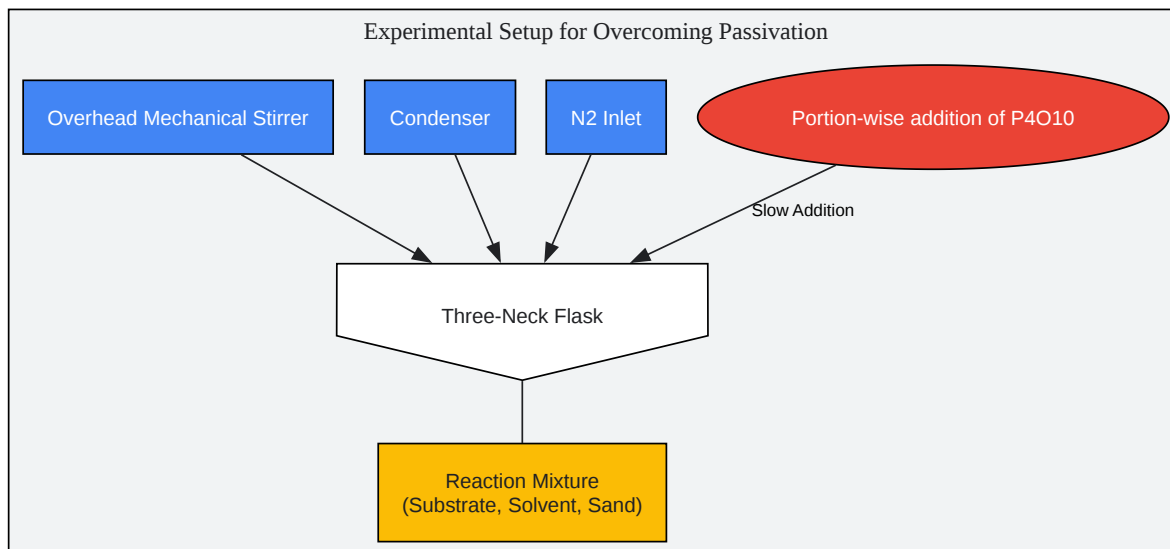 Experimental Setup for Overcoming Passivation
Overhead Mechanical Stirrer
Condenser
N2 Inlet
Portion-wise addition of P4O10
Slow Addition
Three-Neck Flask
Reaction Mixture
(Substrate, Solvent, Sand)